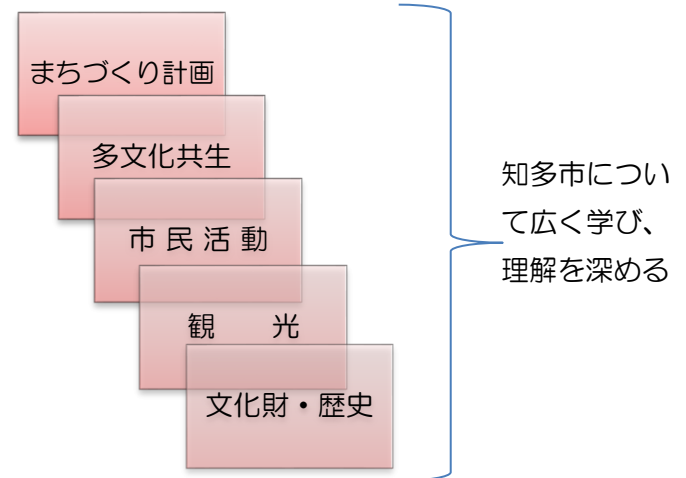 まちづくり計画
多文化共生
市 民 活 動
観　　光
文化財・歴史
知多市につい
て広く学び、
理解を深める